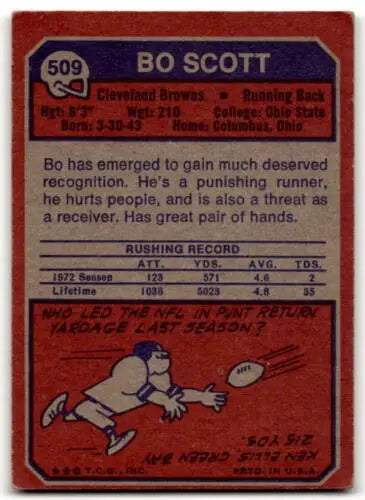 509
BO SCOTT
Cleveland Browns • Running Back
Hgt: 6'3" Wgt: 210 College: Ohio State
Born: 3-30-43 Home: Columbus, Ohio
Bo has emerged to gain much deserved
recognition. He's a punishing runner,
he hurts people, and is also a threat as
a receiver. Has great pair of hands.
RUSHING RECORD
ATT. YDS. AVG. TDS.
1972 Season 123 571 4.6 2
Lifetime 1038 5023 4.8 35
WHO LED THE NFL IN PUNT RETURN
YARDAGE LAST SEASON?
KEN ELLIS GREEN BAY
215 YDS.
★★© T.C.G., INC. PRTD. IN U.S.A.